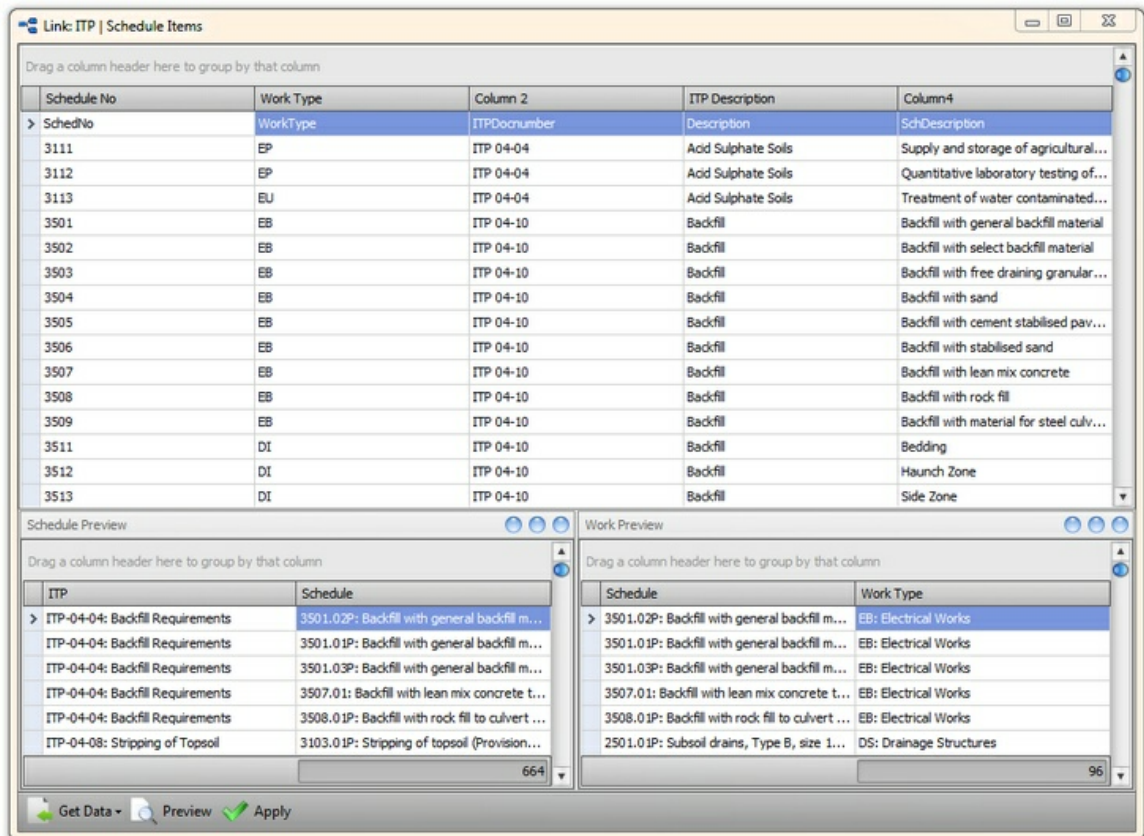 Link: ITP | Schedule Items
Drag a column header here to group by that column
Schedule No Work Type Column 2 ITP Description Column4
SchedNo WorkType ITPDocnumber Description SchDescription
3111 EP ITP 04-04 Acid Sulphate Soils Supply and storage of agricultural...
3112 EP ITP 04-04 Acid Sulphate Soils Quantitative laboratory testing of...
3113 EU ITP 04-04 Acid Sulphate Soils Treatment of water contaminated...
3501 EB ITP 04-10 Backfill Backfill with general backfill material
3502 EB ITP 04-10 Backfill Backfill with select backfill material
3503 EB ITP 04-10 Backfill Backfill with free draining granular...
3504 EB ITP 04-10 Backfill Backfill with sand
3505 EB ITP 04-10 Backfill Backfill with cement stabilised pav...
3506 EB ITP 04-10 Backfill Backfill with stabilised sand
3507 EB ITP 04-10 Backfill Backfill with lean mix concrete
3508 EB ITP 04-10 Backfill Backfill with rock fill
3509 EB ITP 04-10 Backfill Backfill with material for steel culv...
3511 DI ITP 04-10 Backfill Bedding
3512 DI ITP 04-10 Backfill Haunch Zone
3513 DI ITP 04-10 Backfill Side Zone
Schedule Preview
Drag a column header here to group by that column
ITP Schedule
ITP-04-04: Backfill Requirements 3501.02P: Backfill with general backfill m...
ITP-04-04: Backfill Requirements 3501.01P: Backfill with general backfill m...
ITP-04-04: Backfill Requirements 3501.03P: Backfill with general backfill m...
ITP-04-04: Backfill Requirements 3507.01: Backfill with lean mix concrete t...
ITP-04-04: Backfill Requirements 3508.01P: Backfill with rock fill to culvert ...
ITP-04-08: Stripping of Topsoil 3103.01P: Stripping of topsoil (Provision...
664
Work Preview
Drag a column header here to group by that column
Schedule Work Type
3501.02P: Backfill with general backfill m... EB: Electrical Works
3501.01P: Backfill with general backfill m... EB: Electrical Works
3501.03P: Backfill with general backfill m... EB: Electrical Works
3507.01: Backfill with lean mix concrete t... EB: Electrical Works
3508.01P: Backfill with rock fill to culvert ... EB: Electrical Works
2501.01P: Subsoil drains, Type B, size 1... DS: Drainage Structures
96
Get Data Preview Apply